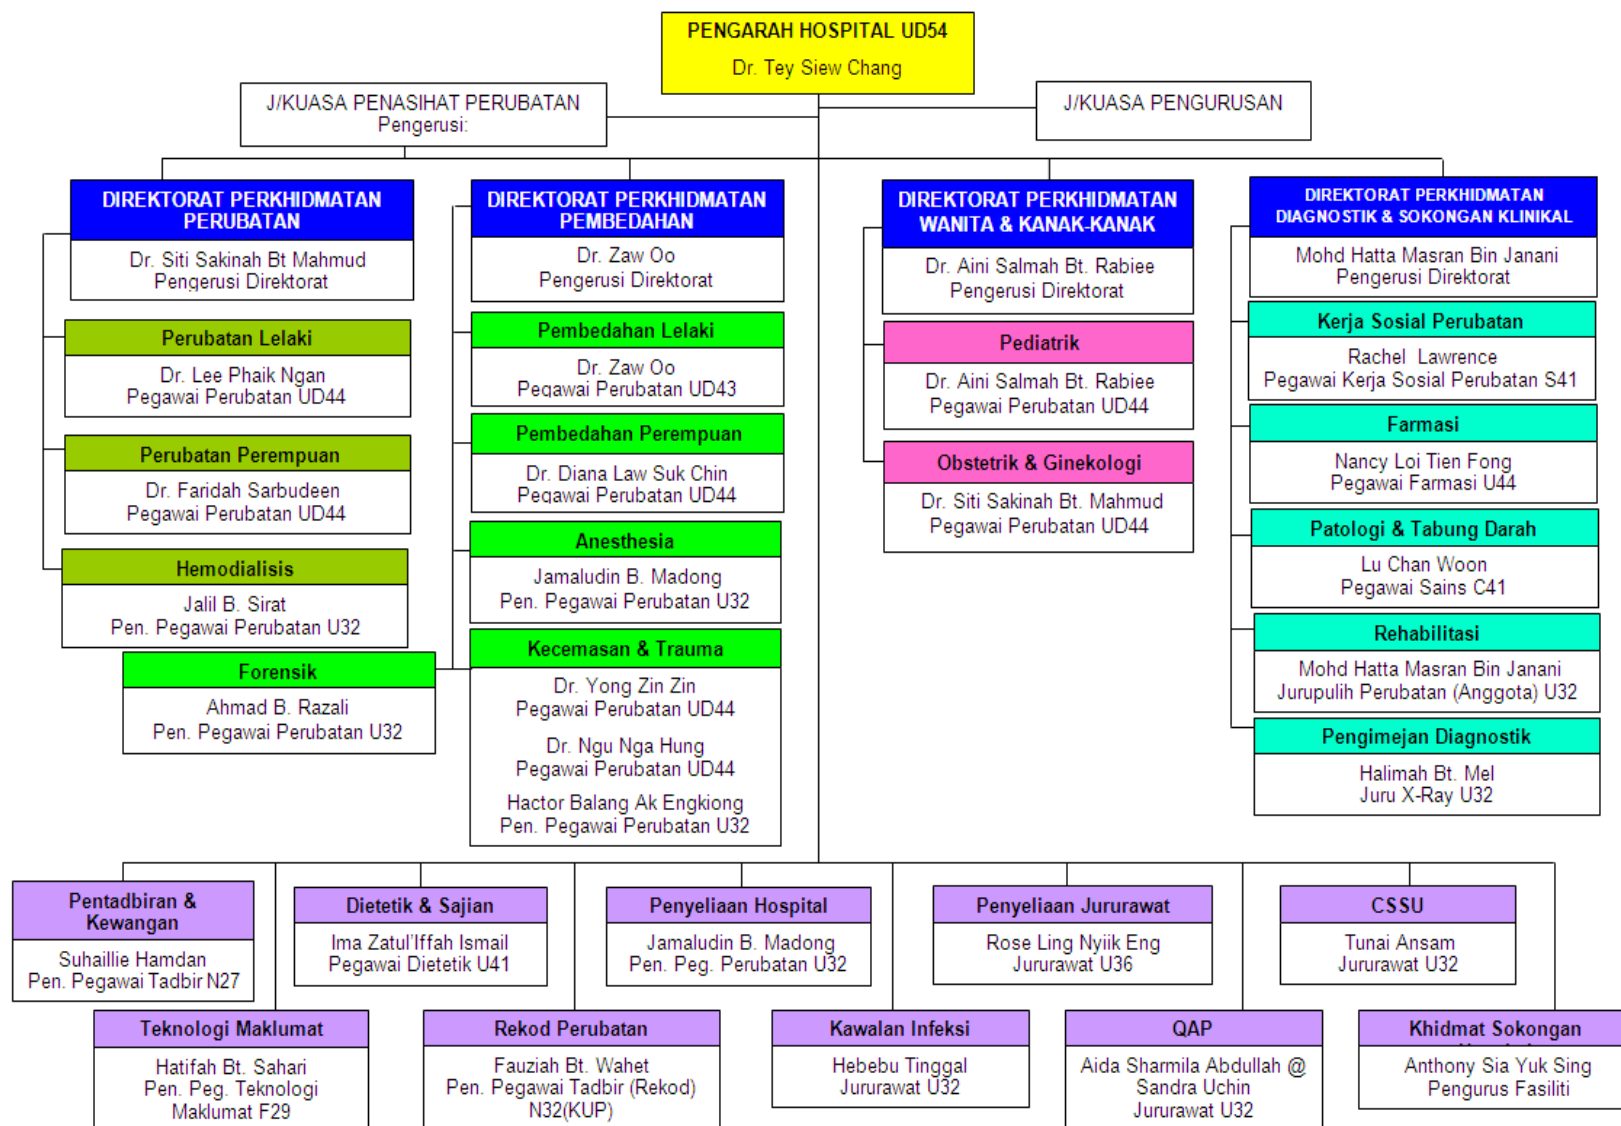 PENGARAH HOSPITAL UD54
Dr. Tey Siew Chang
J/KUASA PENASIHAT PERUBATAN
Pengerusi:
J/KUASA PENGURUSAN
DIREKTORAT PERKHIDMATAN
PERUBATAN
Dr. Siti Sakinah Bt Mahmud
Pengerusi Direktorat
Perubatan Lelaki
Dr. Lee Phaik Ngan
Pegawai Perubatan UD44
Perubatan Perempuan
Dr. Faridah Sarbudeen
Pegawai Perubatan UD44
Hemodialisis
Jalil B. Sirat
Pen. Pegawai Perubatan U32
Forensik
Ahmad B. Razali
Pen. Pegawai Perubatan U32
DIREKTORAT PERKHIDMATAN
PEMBEDAHAN
Dr. Zaw Oo
Pengerusi Direktorat
Pembedahan Lelaki
Dr. Zaw Oo
Pegawai Perubatan UD43
Pembedahan Perempuan
Dr. Diana Law Suk Chin
Pegawai Perubatan UD44
Anesthesia
Jamaludin B. Madong
Pen. Pegawai Perubatan U32
Kecemasan & Trauma
Dr. Yong Zin Zin
Pegawai Perubatan UD44
Dr. Ngu Nga Hung
Pegawai Perubatan UD44
Hactor Balang Ak Engkiong
Pen. Pegawai Perubatan U32
DIREKTORAT PERKHIDMATAN
WANITA & KANAK-KANAK
Dr. Aini Salmah Bt. Rabiee
Pengerusi Direktorat
Pediatrik
Dr. Aini Salmah Bt. Rabiee
Pegawai Perubatan UD44
Obstetrik & Ginekologi
Dr. Siti Sakinah Bt. Mahmud
Pegawai Perubatan UD44
DIREKTORAT PERKHIDMATAN
DIAGNOSTIK & SOKONGAN KLINIKAL
Mohd Hatta Masran Bin Janani
Pengerusi Direktorat
Kerja Sosial Perubatan
Rachel Lawrence
Pegawai Kerja Sosial Perubatan S41
Farmasi
Nancy Loi Tien Fong
Pegawai Farmasi U44
Patologi & Tabung Darah
Lu Chan Woon
Pegawai Sains C41
Rehabilitasi
Mohd Hatta Masran Bin Janani
Jurupulih Perubatan (Anggota) U32
Pengimejan Diagnostik
Halimah Bt. Mel
Juru X-Ray U32
Pentadbiran &
Kewangan
Suhaillie Hamdan
Pen. Pegawai Tadbir N27
Dietetik & Sajian
Ima Zatul'Iffah Ismail
Pegawai Dietetik U41
Penyeliaan Hospital
Jamaludin B. Madong
Pen. Peg. Perubatan U32
Penyeliaan Jururawat
Rose Ling Nyiik Eng
Jururawat U36
CSSU
Tunai Ansam
Jururawat U32
Teknologi Maklumat
Hatifah Bt. Sahari
Pen. Peg. Teknologi
Maklumat F29
Rekod Perubatan
Fauziah Bt. Wahet
Pen. Pegawai Tadbir (Rekod)
N32(KUP)
Kawalan Infeksi
Hebebu Tinggal
Jururawat U32
QAP
Aida Sharmila Abdullah @
Sandra Uchin
Jururawat U32
Khidmat Sokongan
Anthony Sia Yuk Sing
Pengurus Fasiliti